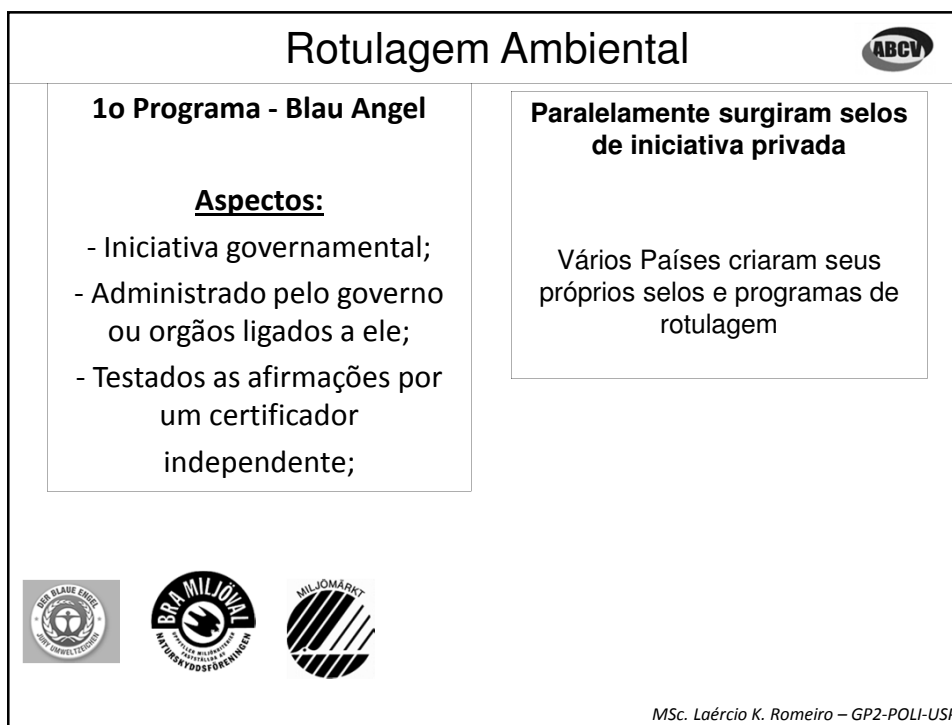 Rotulagem Ambiental
ABCV
1o Programa - Blau Angel
Aspectos:
- Iniciativa governamental;
- Administrado pelo governo
ou orgãos ligados a ele;
- Testados as afirmações por
um certificador
independente;
Paralelamente surgiram selos
de iniciativa privada
Vários Países criaram seus
próprios selos e programas de
rotulagem
DER BLAUE ENGEL
JURY UMWELTZEICHEN
BRA MILJÖVAL
NATURSKYDDSFÖRENINGEN
MILJÖMÄRKT
MSc. Laércio K. Romeiro – GP2-POLI-USP